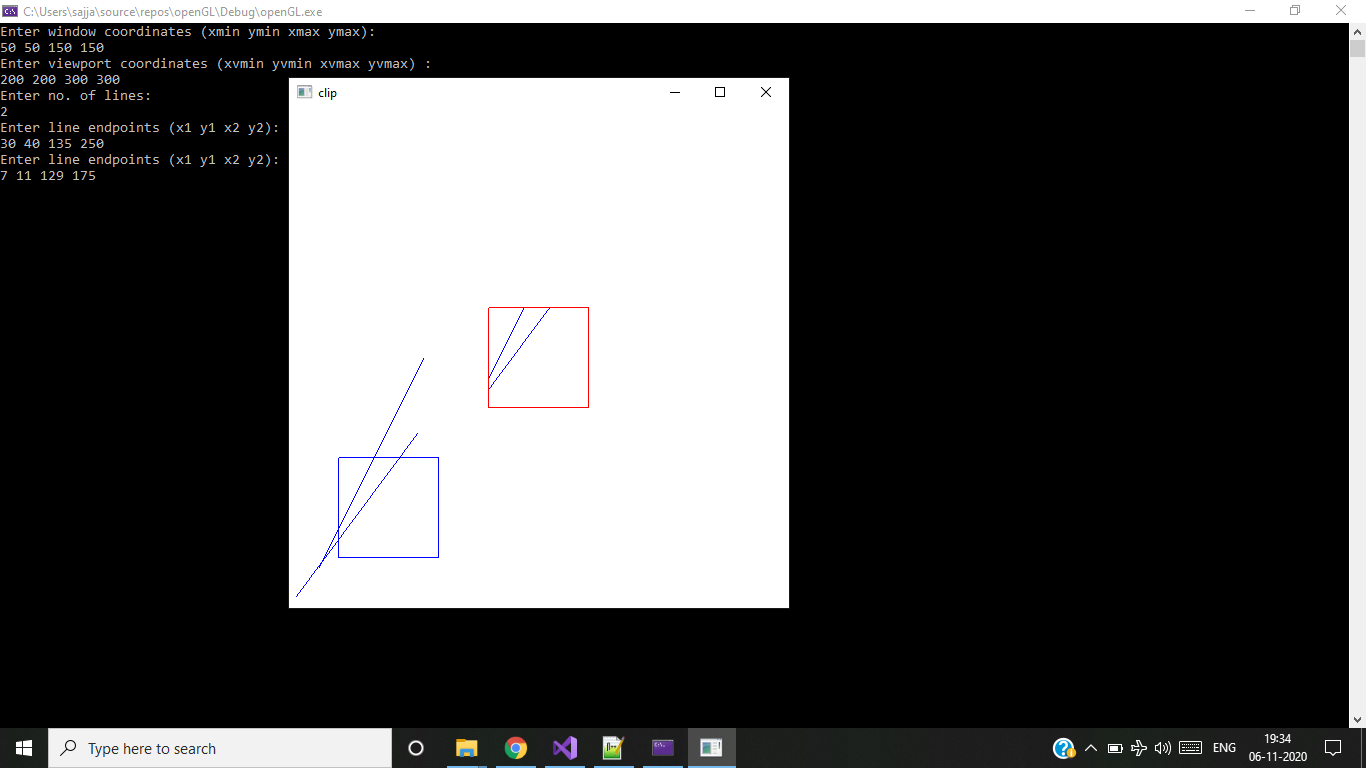 C:\Users\sajja\source\repos\openGL\Debug\openGL.exe
Enter window coordinates (xmin ymin xmax ymax):
50 50 150 150
Enter viewport coordinates (xvmin yvmin xvmax yvmax) :
200 200 300 300
Enter no. of lines:
2
Enter line endpoints (x1 y1 x2 y2):
30 40 135 250
Enter line endpoints (x1 y1 x2 y2):
7 11 129 175
clip
Type here to search
ENG
19:34
06-11-2020